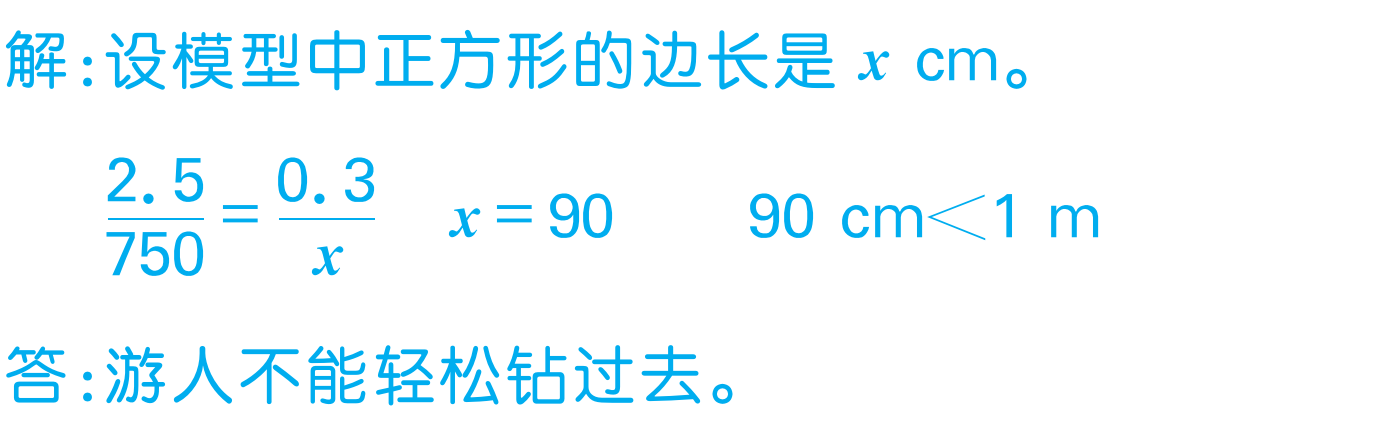 解:设模型中正方形的边长是 x cm。
2.5/750=0.3/x x=90 90 cm<1 m
答:游人不能轻松钻过去。